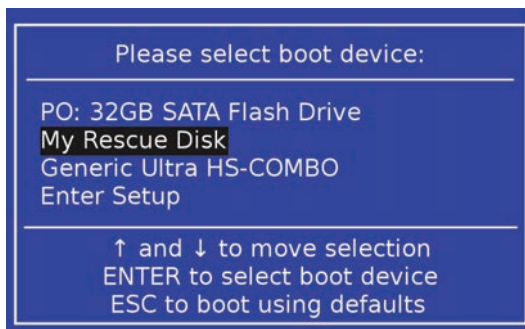 Please select boot device:
PO: 32GB SATA Flash Drive
My Rescue Disk
Generic Ultra HS-COMBO
Enter Setup
↑ and ↓ to move selection
ENTER to select boot device
ESC to boot using defaults